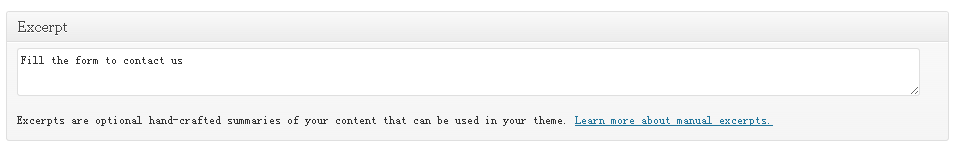 Excerpt
Fill the form to contact us
Excerpts are optional hand-crafted summaries of your content that can be used in your theme. Learn more about manual excerpts.